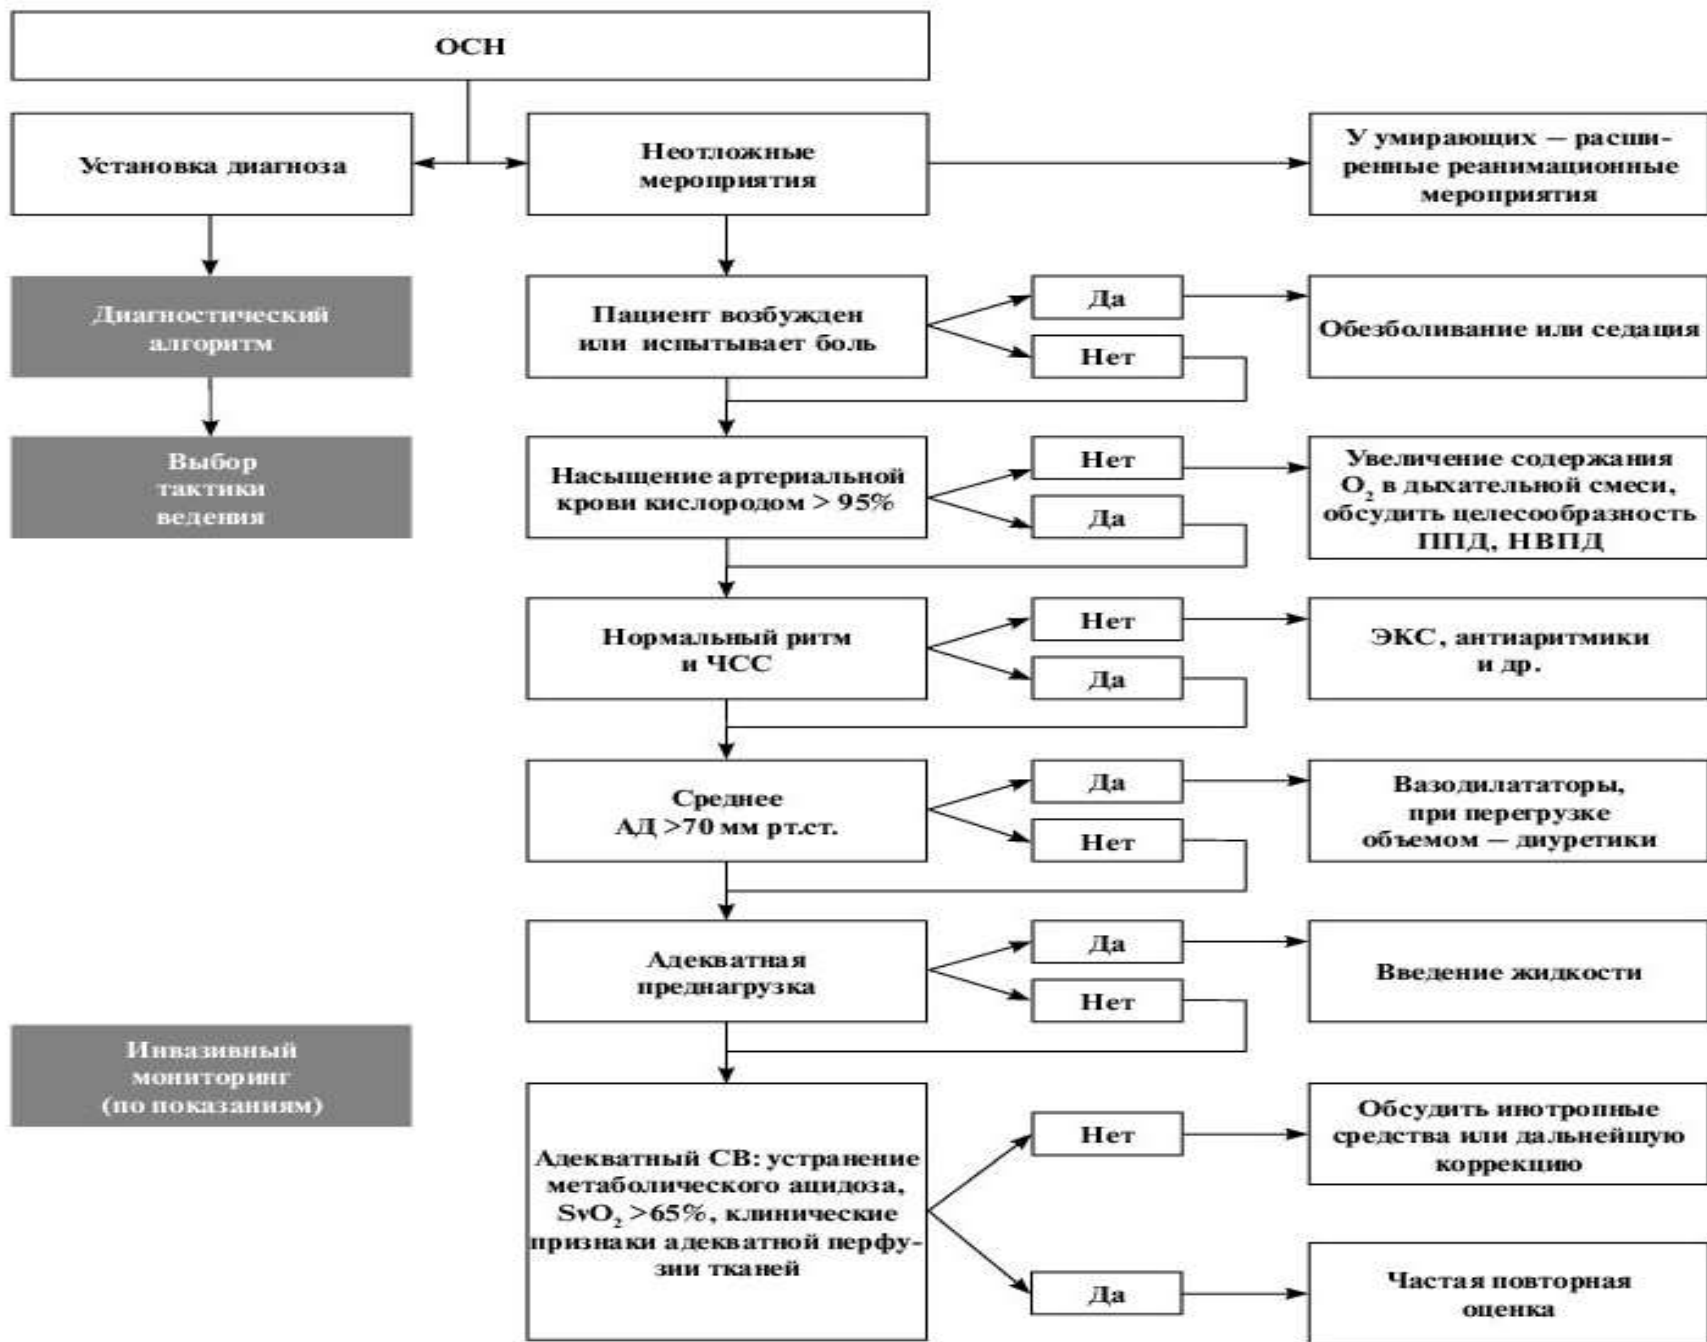 ОСН
Установка диагноза
Неотложные
мероприятия
У умирающих — расши-
ренные реанимационные
мероприятия
Диагностический
алгоритм
Пациент возбужден
или испытывает боль
Да
Нет
Обезболивание или седация
Выбор
тактики
ведения
Насыщение артериальной
крови кислородом > 95%
Нет
Да
Увеличение содержания
O₂ в дыхательной смеси,
обсудить целесообразность
ППД, НВПД
Нормальный ритм
и ЧСС
Нет
Да
ЭКС, антиаритмики
и др.
Среднее
АД >70 мм рт.ст.
Да
Нет
Вазодилататоры,
при перегрузке
объемом — диуретики
Адекватная
преднагрузка
Да
Нет
Введение жидкости
Инвазивный
мониторинг
(по показаниям)
Адекватный СВ: устранение
метаболического ацидоза,
SvO₂ >65%, клинические
признаки адекватной перфу-
зии тканей
Нет
Обсудить инотропные
средства или дальнейшую
коррекцию
Да
Частая повторная
оценка